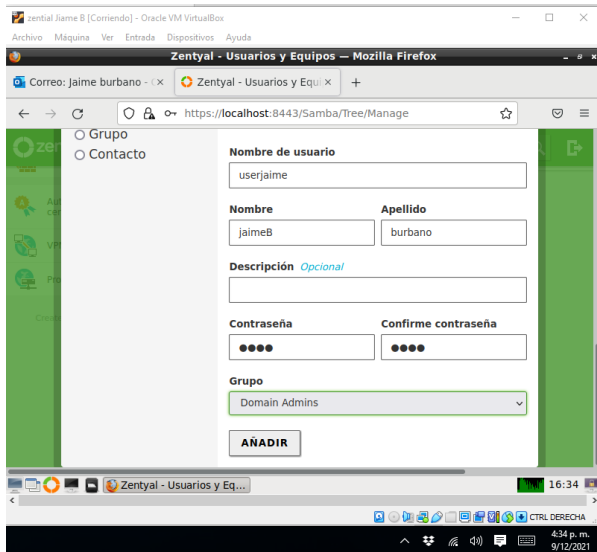 zential Jiame B [Corriendo] - Oracle VM VirtualBox
Archivo Máquina Ver Entrada Dispositivos Ayuda
Zentyal - Usuarios y Equipos — Mozilla Firefox
Correo: Jaime burbano -
Zentyal - Usuarios y Equi
https://localhost:8443/Samba/Tree/Manage
Grupo
Contacto
Nombre de usuario
userjaime
Nombre Apellido
jaimeB burbano
Descripción Opcional
Contraseña Confirme contraseña
Grupo
Domain Admins
AÑADIR
VPN
Zentyal - Usuarios y Eq...
16:34
CTRL DERECHA
4:34 p. m.
9/12/2021